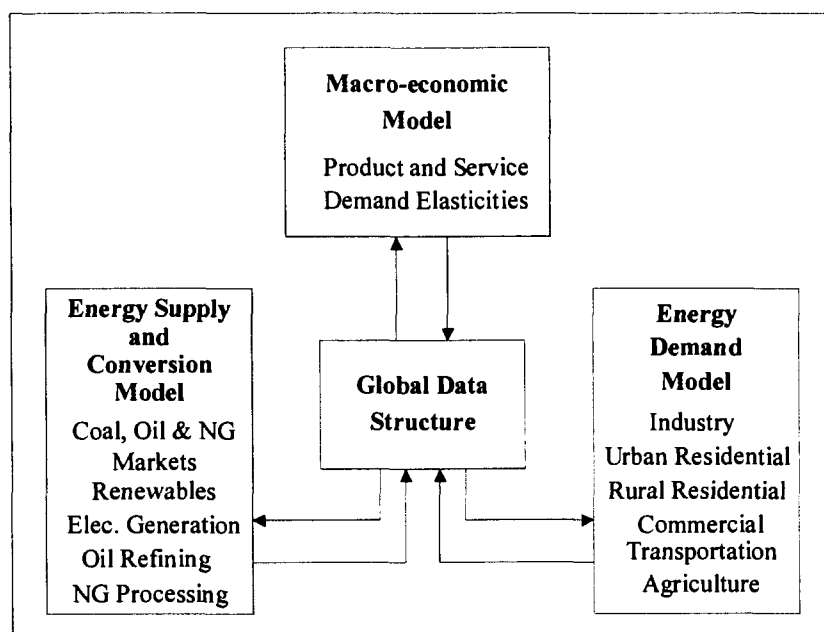 Macro-economic
Model
Product and Service
Demand Elasticities
Energy Supply
and
Conversion
Model
Coal, Oil & NG
Markets
Renewables
Elec. Generation
Oil Refining
NG Processing
Global Data
Structure
Energy
Demand
Model
Industry
Urban Residential
Rural Residential
Commercial
Transportation
Agriculture